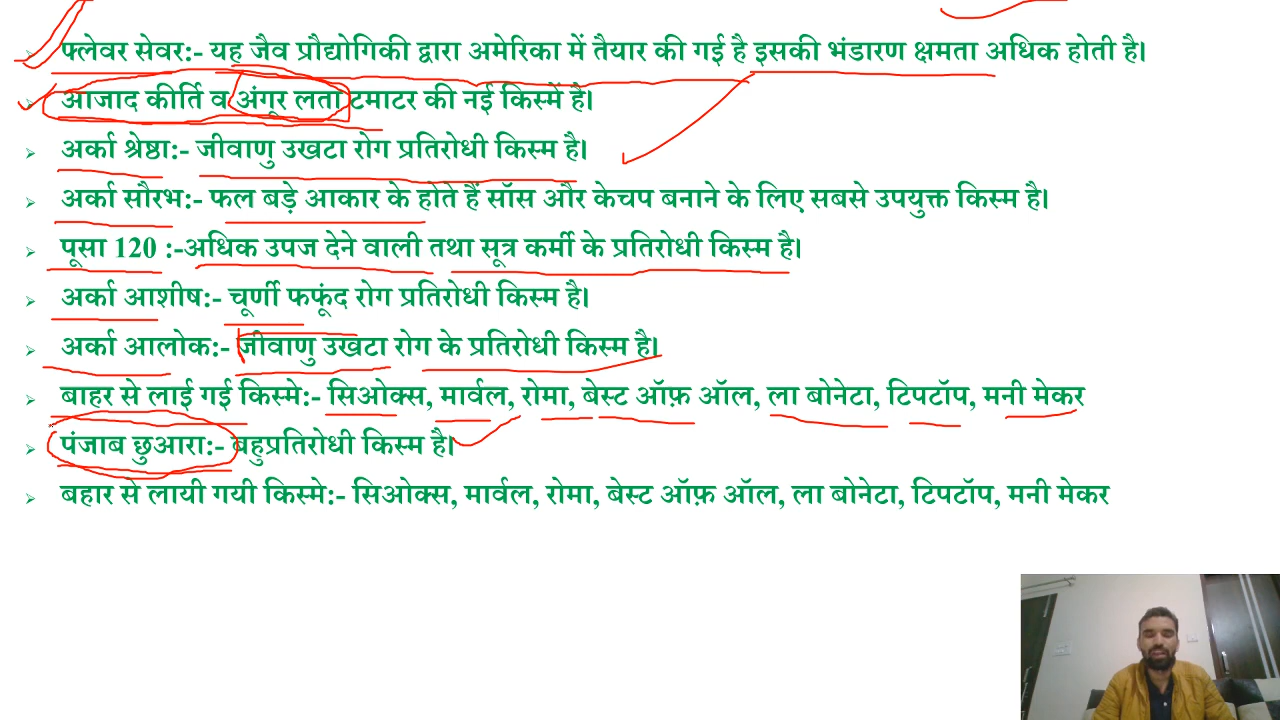 फ्लेवर सेवर:- यह जैव प्रौद्योगिकी द्वारा अमेरिका में तैयार की गई है इसकी भंडारण क्षमता अधिक होती है।
आजाद कीर्ति व अंगूर लता टमाटर की नई किस्में है।
अर्का श्रेष्ठा:- जीवाणु उखटा रोग प्रतिरोधी किस्म है।
अर्का सौरभ:- फल बड़े आकार के होते हैं सॉस और केचप बनाने के लिए सबसे उपयुक्त किस्म है।
पूसा 120 :-अधिक उपज देने वाली तथा सूत्र कर्मी के प्रतिरोधी किस्म है।
अर्का आशीष:- चूर्णी फफूंद रोग प्रतिरोधी किस्म है।
अर्का आलोक:- जीवाणु उखटा रोग के प्रतिरोधी किस्म है।
बाहर से लाई गई किस्मे:- सिओक्स, मार्वल, रोमा, बेस्ट ऑफ़ ऑल, ला बोनेटा, टिपटॉप, मनी मेकर
पंजाब छुआरा:- बहुप्रतिरोधी किस्म है।
बहार से लायी गयी किस्मे:- सिओक्स, मार्वल, रोमा, बेस्ट ऑफ़ ऑल, ला बोनेटा, टिपटॉप, मनी मेकर